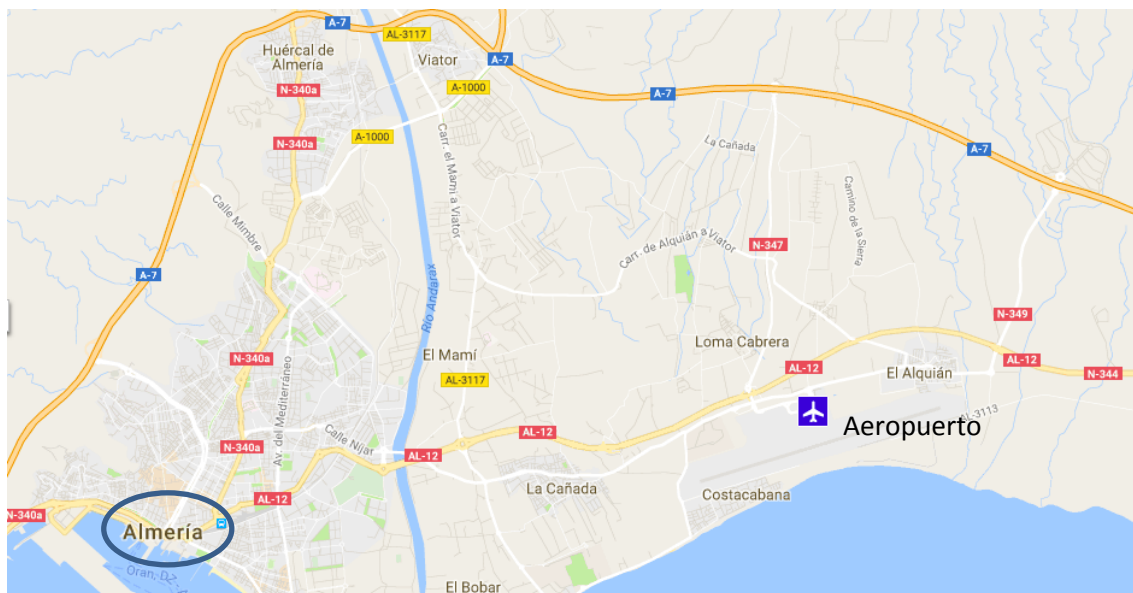 A-7
AL-3117
Huércal de
Almería
Viator
A-7
N-340a
A-1000
A-7
A-1000
N-340a
La Cañada
A-7
Carr. el Mami a Viator
Calle Mimbre
Camino de la Sierra
Carr. de Alquián a Viator
N-347
A-7
Río Andarax
N-349
Loma Cabrera
El Mamí
N-340a
AL-12
AL-12
El Alquián
N-344
AL-3117
Av. del Mediterráneo
AL-3113
Aeropuerto
AL-12
Calle Níjar
N-340a
AL-12
La Cañada
Costacabana
AL-12
N-340a
Almería
Oran, DZ - A
El Bobar